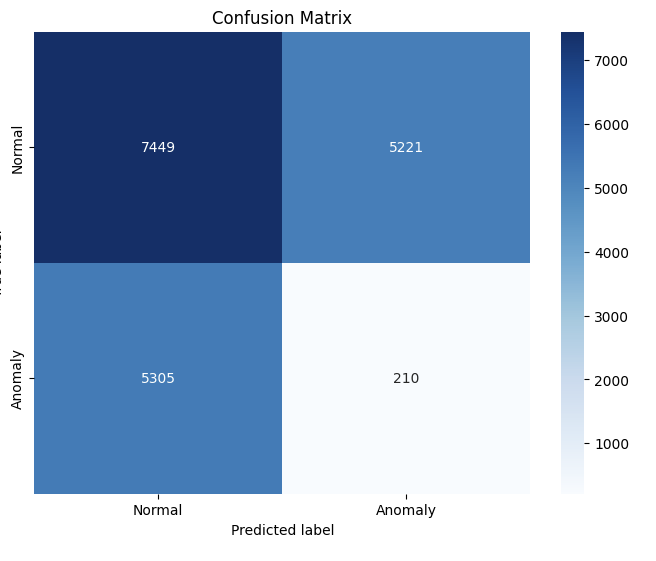 Confusion Matrix
Normal
7449
5221
Anomaly
5305
210
Normal
Anomaly
Predicted label
7000
6000
5000
4000
3000
2000
1000